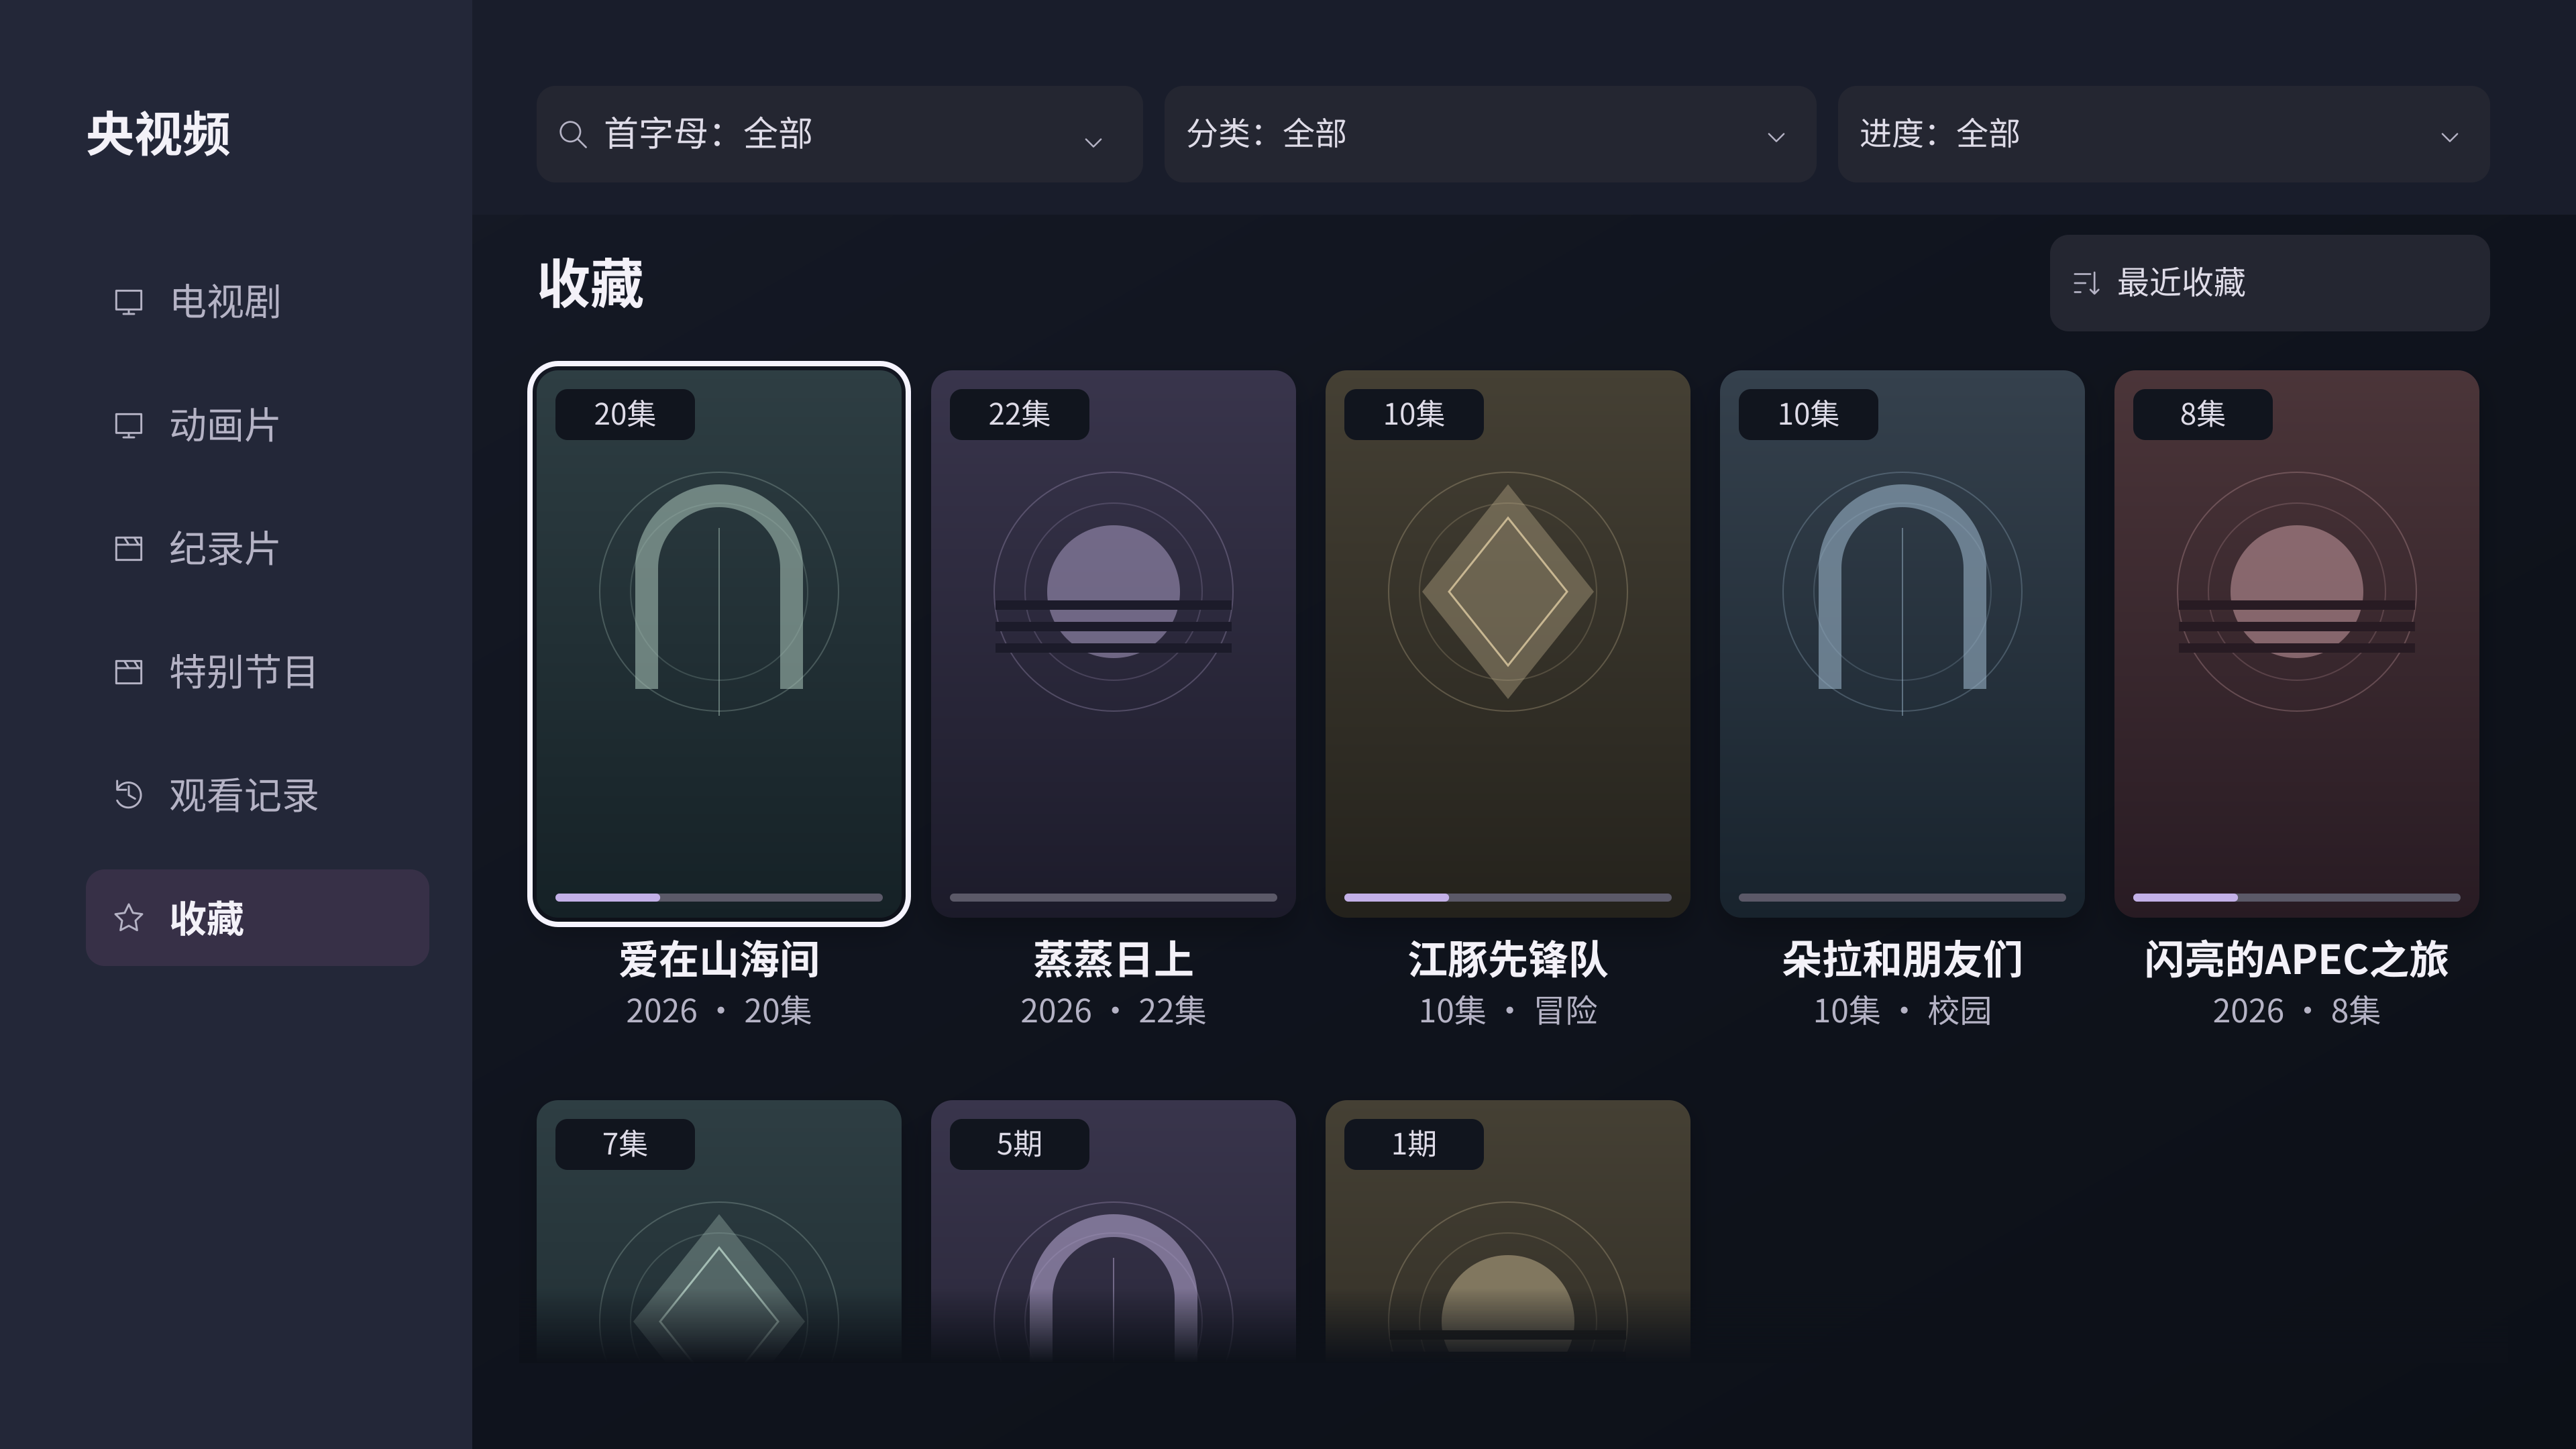 央视频
电视剧
动画片
纪录片
特别节目
观看记录
收藏
首字母：全部
分类：全部
进度：全部
收藏
最近收藏
20集
22集
10集
10集
8集
爱在山海间
蒸蒸日上
江豚先锋队
朵拉和朋友们
闪亮的APEC之旅
2026 · 20集
2026 · 22集
10集 · 冒险
10集 · 校园
2026 · 8集
7集
5期
1期